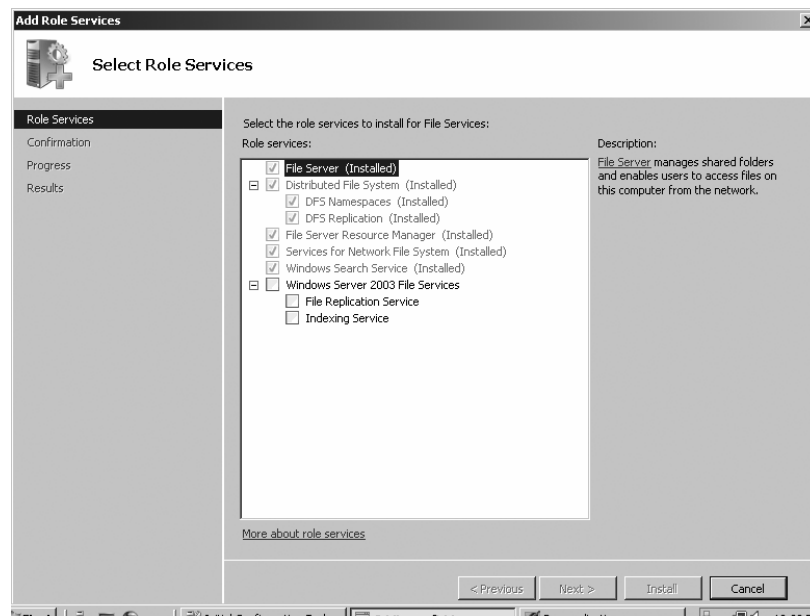 Add Role Services
Select Role Services
Role Services
Confirmation
Progress
Results
Select the role services to install for File Services:
Role services:
File Server (Installed)
Distributed File System (Installed)
DFS Namespaces (Installed)
DFS Replication (Installed)
File Server Resource Manager (Installed)
Services for Network File System (Installed)
Windows Search Service (Installed)
Windows Server 2003 File Services
File Replication Service
Indexing Service
Description:
File Server manages shared folders
and enables users to access files on
this computer from the network.
More about role services
< Previous
Next >
Install
Cancel